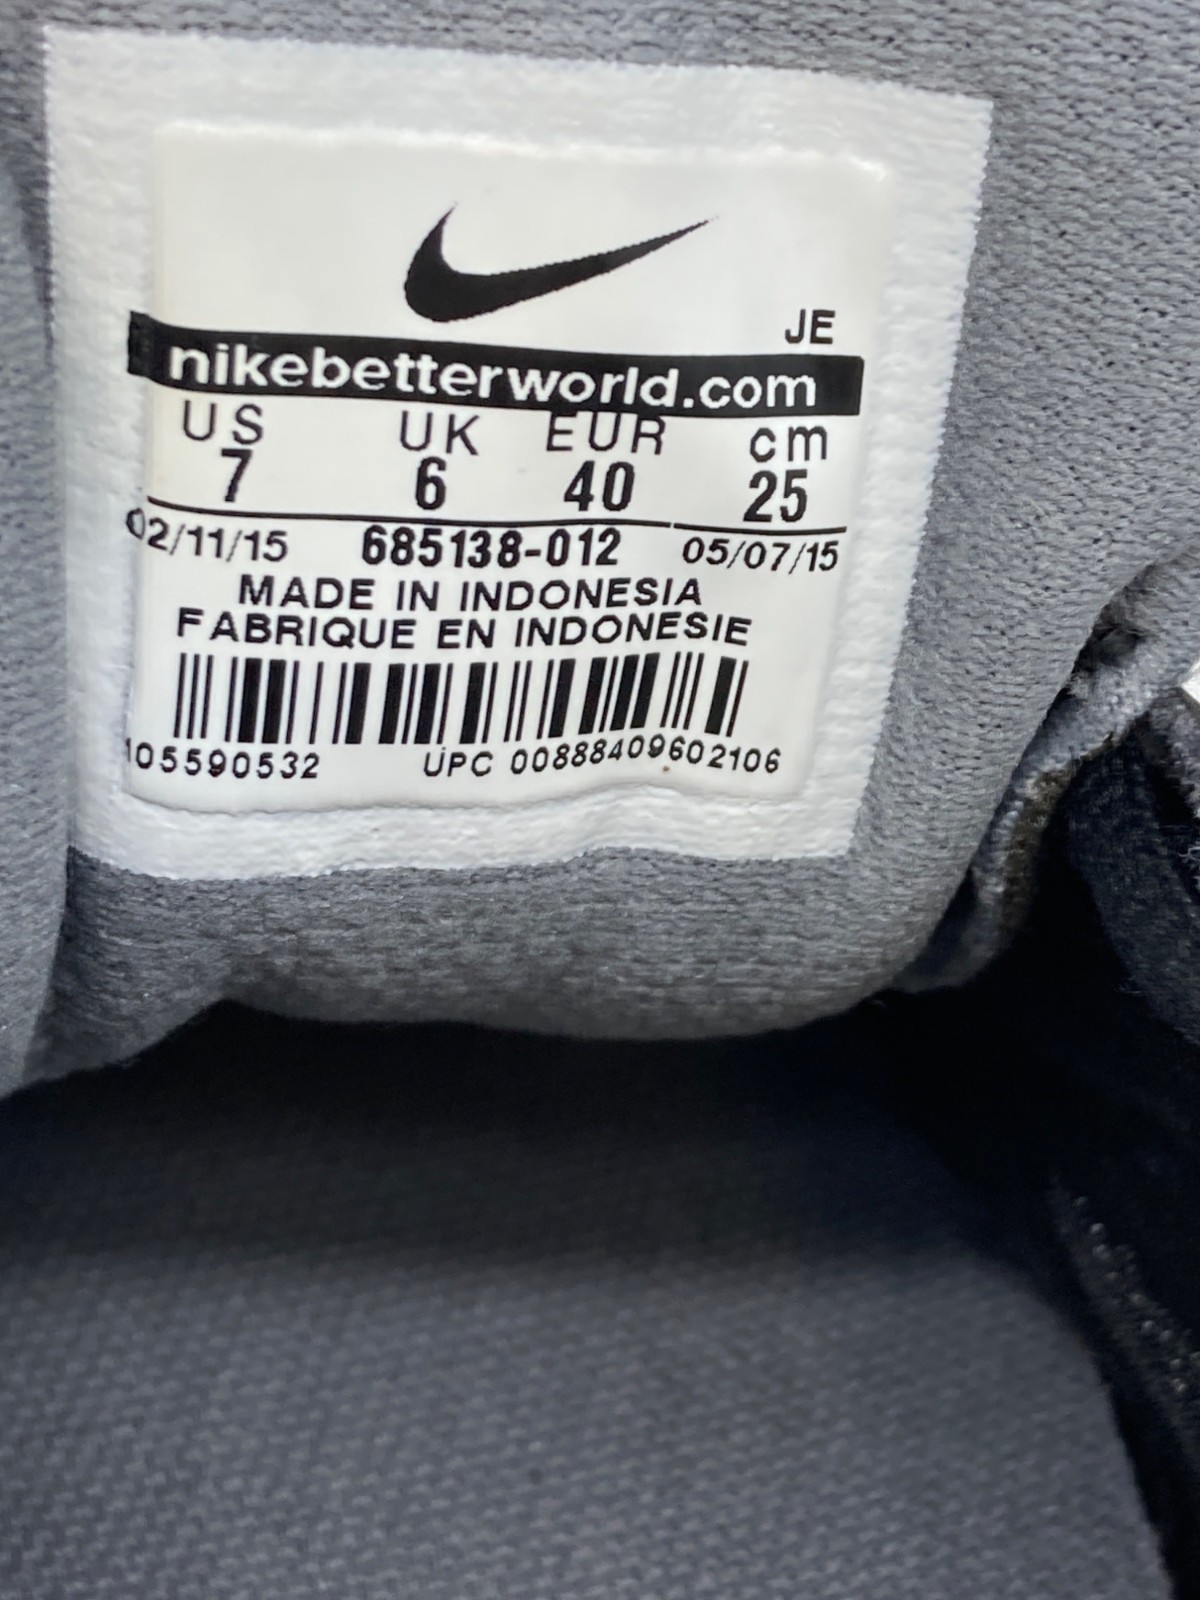 JE
nikebetterworld.com
US UK EUR cm
7 6 40 25
02/11/15 685138-012 05/07/15
MADE IN INDONESIA
FABRIQUE EN INDONESIE
105590532 UPC 00888409602106